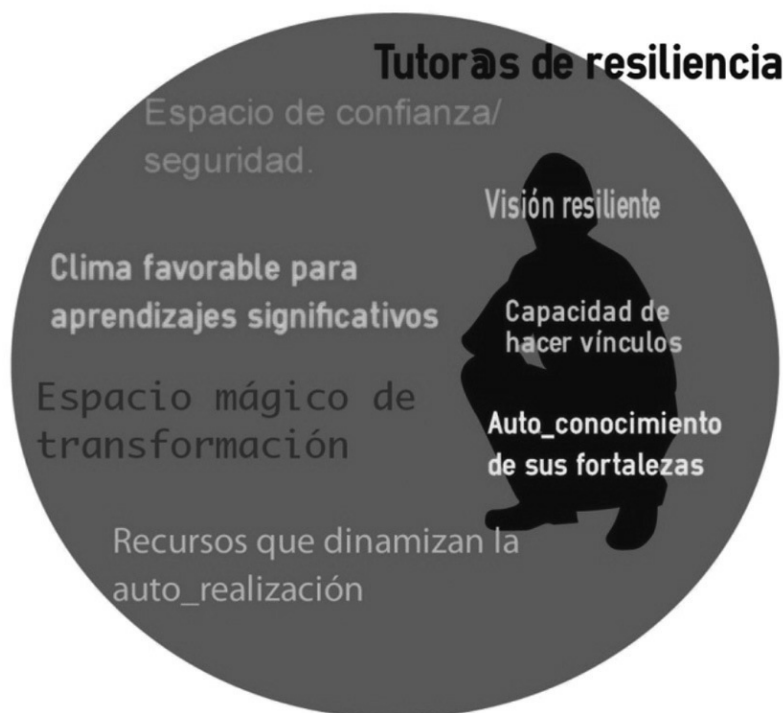 Tutor@s de resiliencia
Espacio de confianza/
seguridad.
Visión resiliente
Clima favorable para
aprendizajes significativos
Capacidad de
hacer vínculos
Espacio mágico de
transformación
Auto_conocimiento
de sus fortalezas
Recursos que dinamizan la
auto_realización